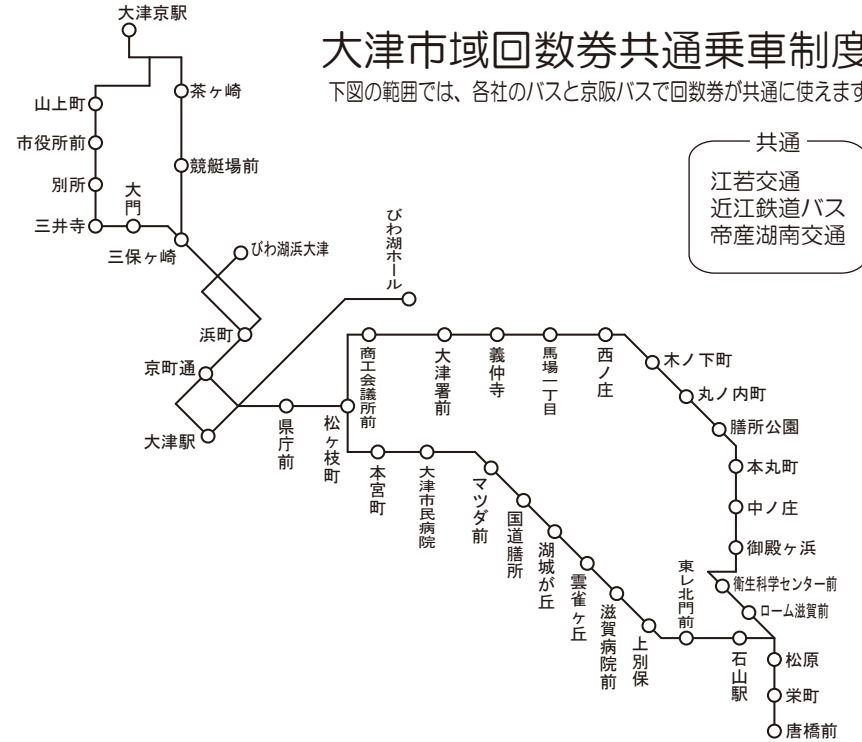 大津市域回数券共通乗車制度
下図の範囲では、各社のバスと京阪バスで回数券が共通に使えます
共通
江若交通
近江鉄道バス
帝産湖南交通
大津京駅
茶ヶ崎
競艇場前
山上町
市役所前
別所
三井寺
大門
三保ヶ崎
びわ湖浜大津
びわ湖ホール
浜町
京町通
大津駅
県庁前
松ヶ枝町
商工会議所前
大津署前
義仲寺
馬場一丁目
西ノ庄
木ノ下町
丸ノ内町
膳所公園
本丸町
中ノ庄
御殿ヶ浜
衛生科学センター前
ローム滋賀前
本宮町
大津市民病院
マツダ前
国道膳所
湖城が丘
雲雀ヶ丘
滋賀病院前
上別保
東レ北門前
石山駅
松原
栄町
唐橋前